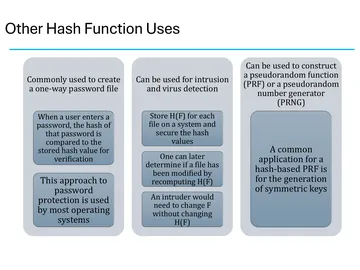 Other Hash Function Uses
Commonly used to create
a one-way password file
When a user enters a
password, the hash of
that password is
compared to the
stored hash value for
verification
This approach to
password
protection is used
by most operating
systems
Can be used for intrusion
and virus detection
Store H(F) for each
file on a system and
secure the hash
values
One can later
determine if a file has
been modified by
recomputing H(F)
An intruder would
need to change F
without changing
H(F)
Can be used to construct
a pseudorandom function
(PRF) or a pseudorandom
number generator
(PRNG)
A common
application for a
hash-based PRF is
for the generation
of symmetric keys